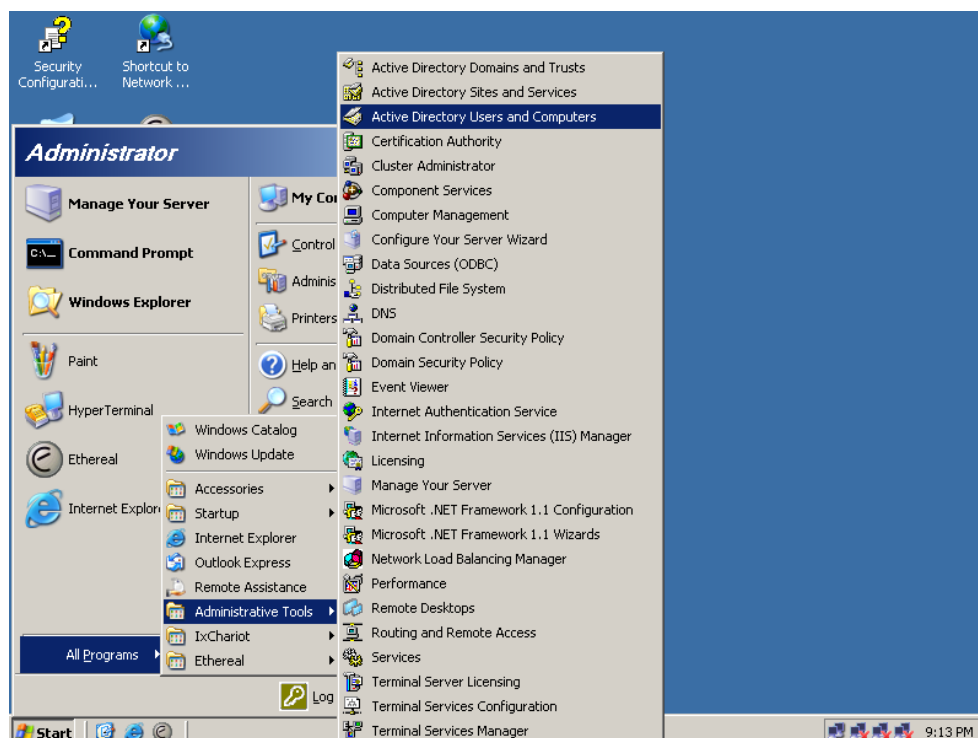 Security
Configurati...
Shortcut to
Network ...
Administrator
Manage Your Server
Command Prompt
Windows Explorer
Paint
HyperTerminal
Ethereal
Internet Explor
All Programs
My Co
Control
Adminis
Printers
Help an
Search
Log
Windows Catalog
Windows Update
Accessories
Startup
Internet Explorer
Outlook Express
Remote Assistance
Administrative Tools
IxChariot
Ethereal
Active Directory Domains and Trusts
Active Directory Sites and Services
Active Directory Users and Computers
Certification Authority
Cluster Administrator
Component Services
Computer Management
Configure Your Server Wizard
Data Sources (ODBC)
Distributed File System
DNS
Domain Controller Security Policy
Domain Security Policy
Event Viewer
Internet Authentication Service
Internet Information Services (IIS) Manager
Licensing
Manage Your Server
Microsoft .NET Framework 1.1 Configuration
Microsoft .NET Framework 1.1 Wizards
Network Load Balancing Manager
Performance
Remote Desktops
Routing and Remote Access
Services
Terminal Server Licensing
Terminal Services Configuration
Terminal Services Manager
Start
9:13 PM